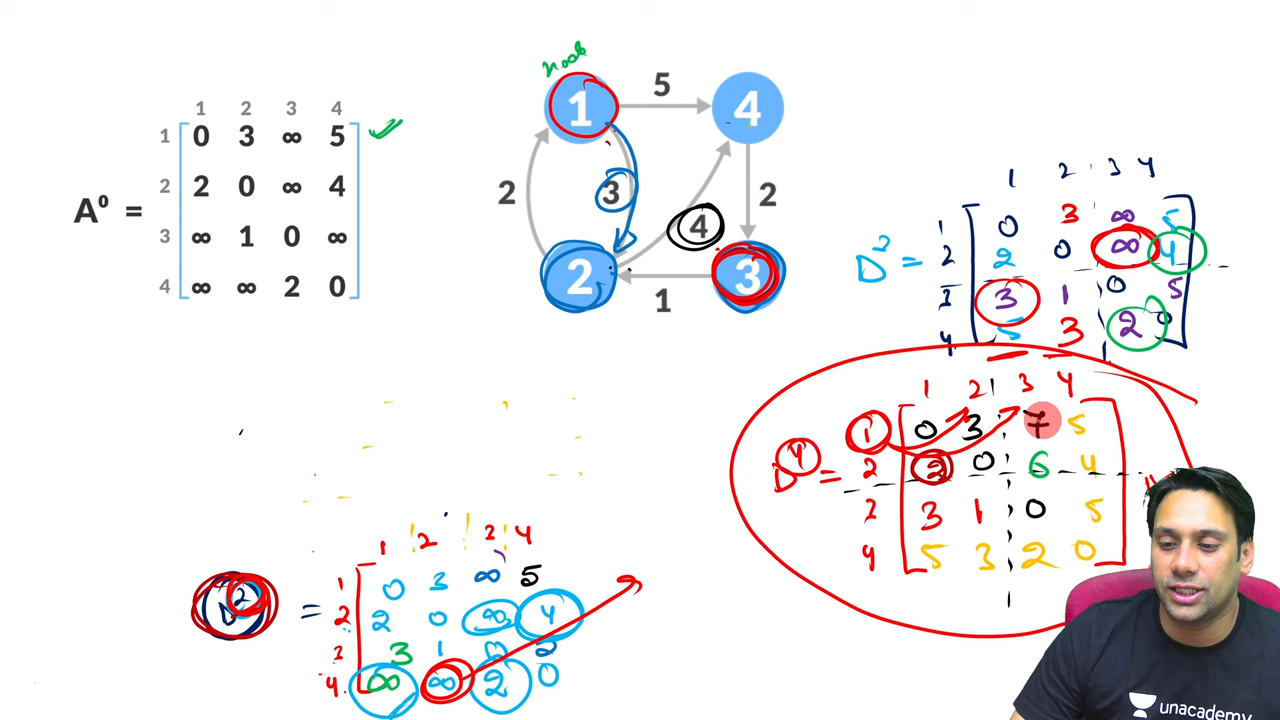 node
1 5 4
1 2 3 4
1 0 3 ∞ 5
2 2 0 ∞ 4
3 ∞ 1 0 ∞
4 ∞ ∞ 2 0
A⁰ =
2 3 4 2
2 1 3
1 2 3 4
1 0 3 ∞ 5
D³ = 2 2 0 ∞ 4
3 3 1 0 5
4 5 3 2 0
1 2 3 4
1 0 3 7 5
D⁴ = 2 2 0 6 4
3 3 1 0 5
4 5 3 2 0
1 2 3 4
1 0 3 ∞ 5
D² = 2 2 0 ∞ 4
3 3 1 0
4 ∞ ∞ 2 0
unacademy